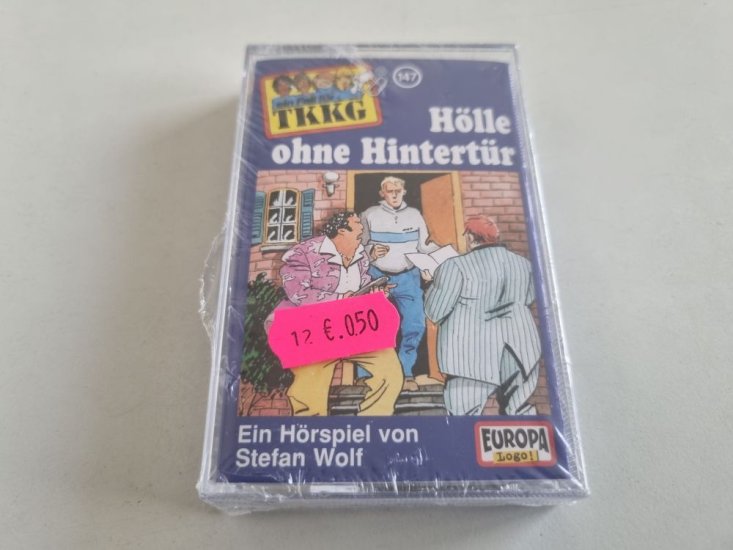 147
TKKG
Hölle
ohne Hintertür
12 €.050
Ein Hörspiel von
Stefan Wolf
EUROPA
Logo!